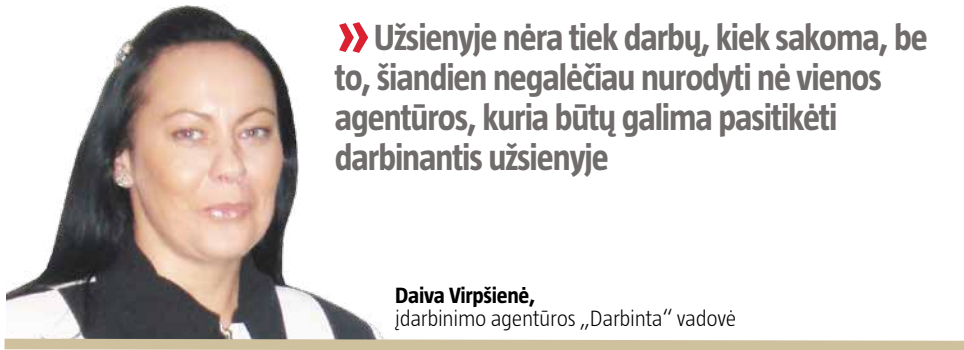 » Užsienyje nėra tiek darbų, kiek sakoma, be
to, šiandien negalėčiau nurodyti nė vienos
agentūros, kuria būtų galima pasitikėti
darbinantis užsienyje
Daiva Virpšienė,
įdarbinimo agentūros ,,Darbinta“ vadovė